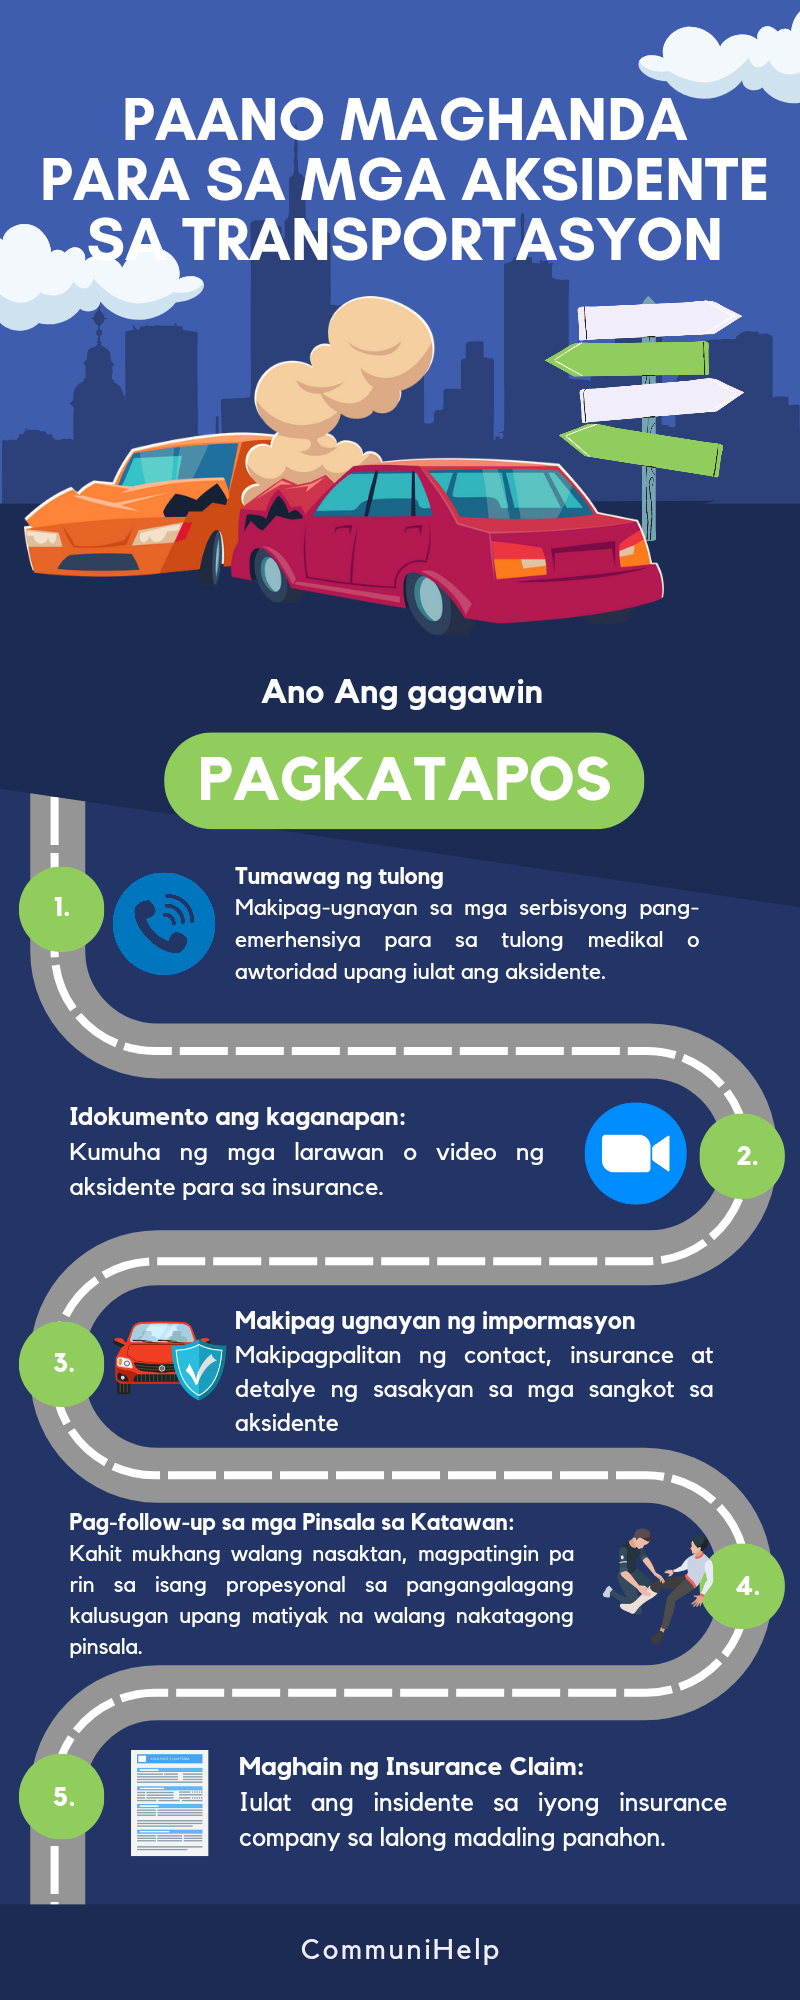 PAANO MAGHANDA
PARA SA MGA AKSIDENTE
SA TRANSPORTASYON
Ano Ang gagawin
PAGKATAPOS
1.
Tumawag ng tulong
Makipag-ugnayan sa mga serbisyong pang-
emerhensiya para sa tulong medikal o
awtoridad upang iulat ang aksidente.
Idokumento ang kaganapan:
Kumuha ng mga larawan o video ng
aksidente para sa insurance.
2.
3.
Makipag ugnayan ng impormasyon
Makipagpalitan ng contact, insurance at
detalye ng sasakyan sa mga sangkot sa
aksidente
Pag-follow-up sa mga Pinsala sa Katawan:
Kahit mukhang walang nasaktan, magpatingin pa
rin sa isang propesyonal sa pangangalagang
kalusugan upang matiyak na walang nakatagong
pinsala.
4.
5.
Maghain ng Insurance Claim:
Iulat ang insidente sa iyong insurance
company sa lalong madaling panahon.
CommuniHelp